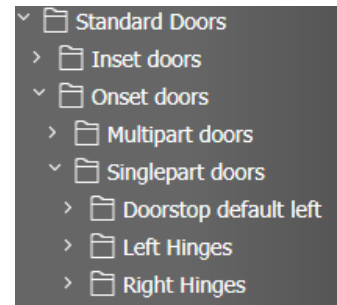 Standard Doors
Inset doors
Onset doors
Multipart doors
Singlepart doors
Doorstop default left
Left Hinges
Right Hinges